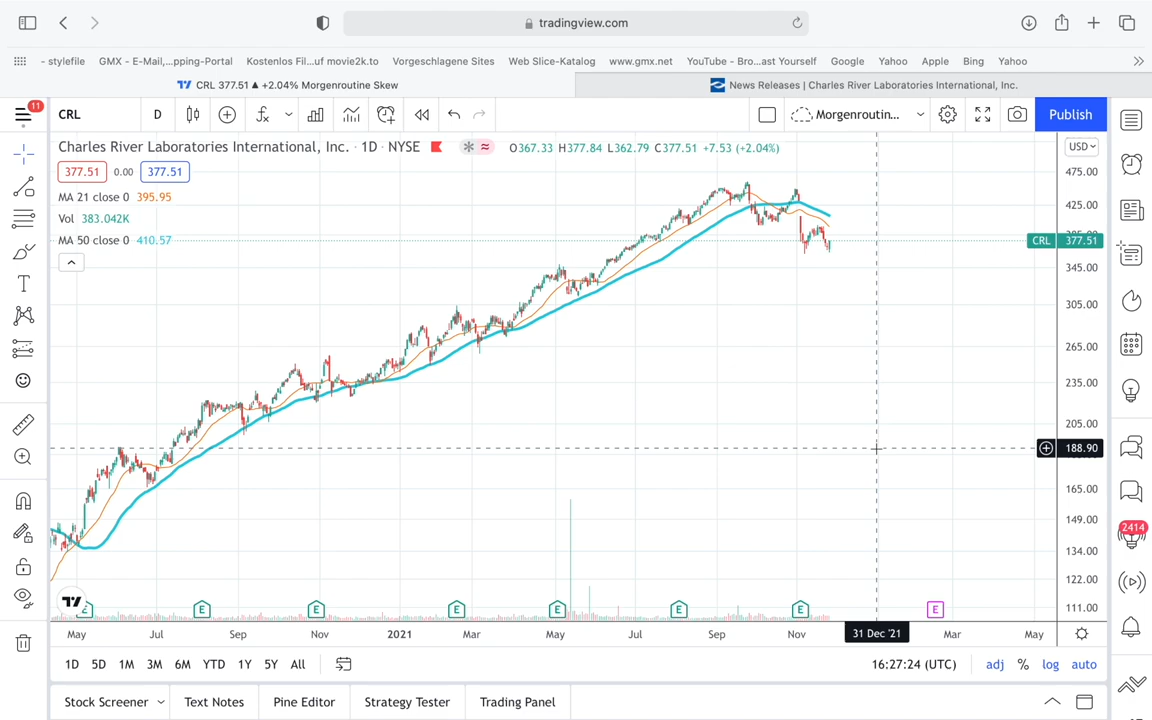 tradingview.com
- stylefile GMX - E-Mail,...pping-Portal Kostenlos Fil...uf movie2k.to Vorgeschlagene Sites Web Slice-Katalog www.gmx.net YouTube - Bro...ast Yourself Google Yahoo Apple Bing Yahoo
CRL 377.51 ▲ +2.04% Morgenroutine Skew
News Releases | Charles River Laboratories International, Inc.
11
CRL D Morgenroutin... Publish
Charles River Laboratories International, Inc. · 1D · NYSE O367.33 H377.84 L362.79 C377.51 +7.53 (+2.04%)
USD
377.51 0.00 377.51
MA 21 close 0 395.95
Vol 383.042K
MA 50 close 0 410.57
475.00
425.00
CRL 377.51
345.00
305.00
265.00
235.00
205.00
188.90
165.00
149.00
134.00
122.00
111.00
2414
E E E E E E E E
May Jul Sep Nov 2021 Mar May Jul Sep Nov 31 Dec '21 Mar May
1D 5D 1M 3M 6M YTD 1Y 5Y All 16:27:24 (UTC) adj % log auto
Stock Screener Text Notes Pine Editor Strategy Tester Trading Panel